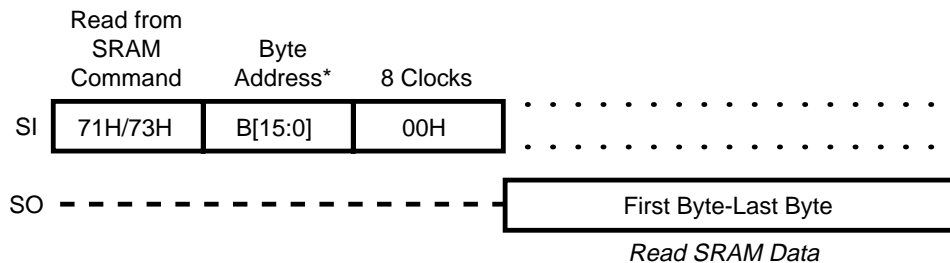 Read from
SRAM
Command
Byte
Address*
8 Clocks
SI
71H/73H
B[15:0]
00H
SO
First Byte-Last Byte
Read SRAM Data